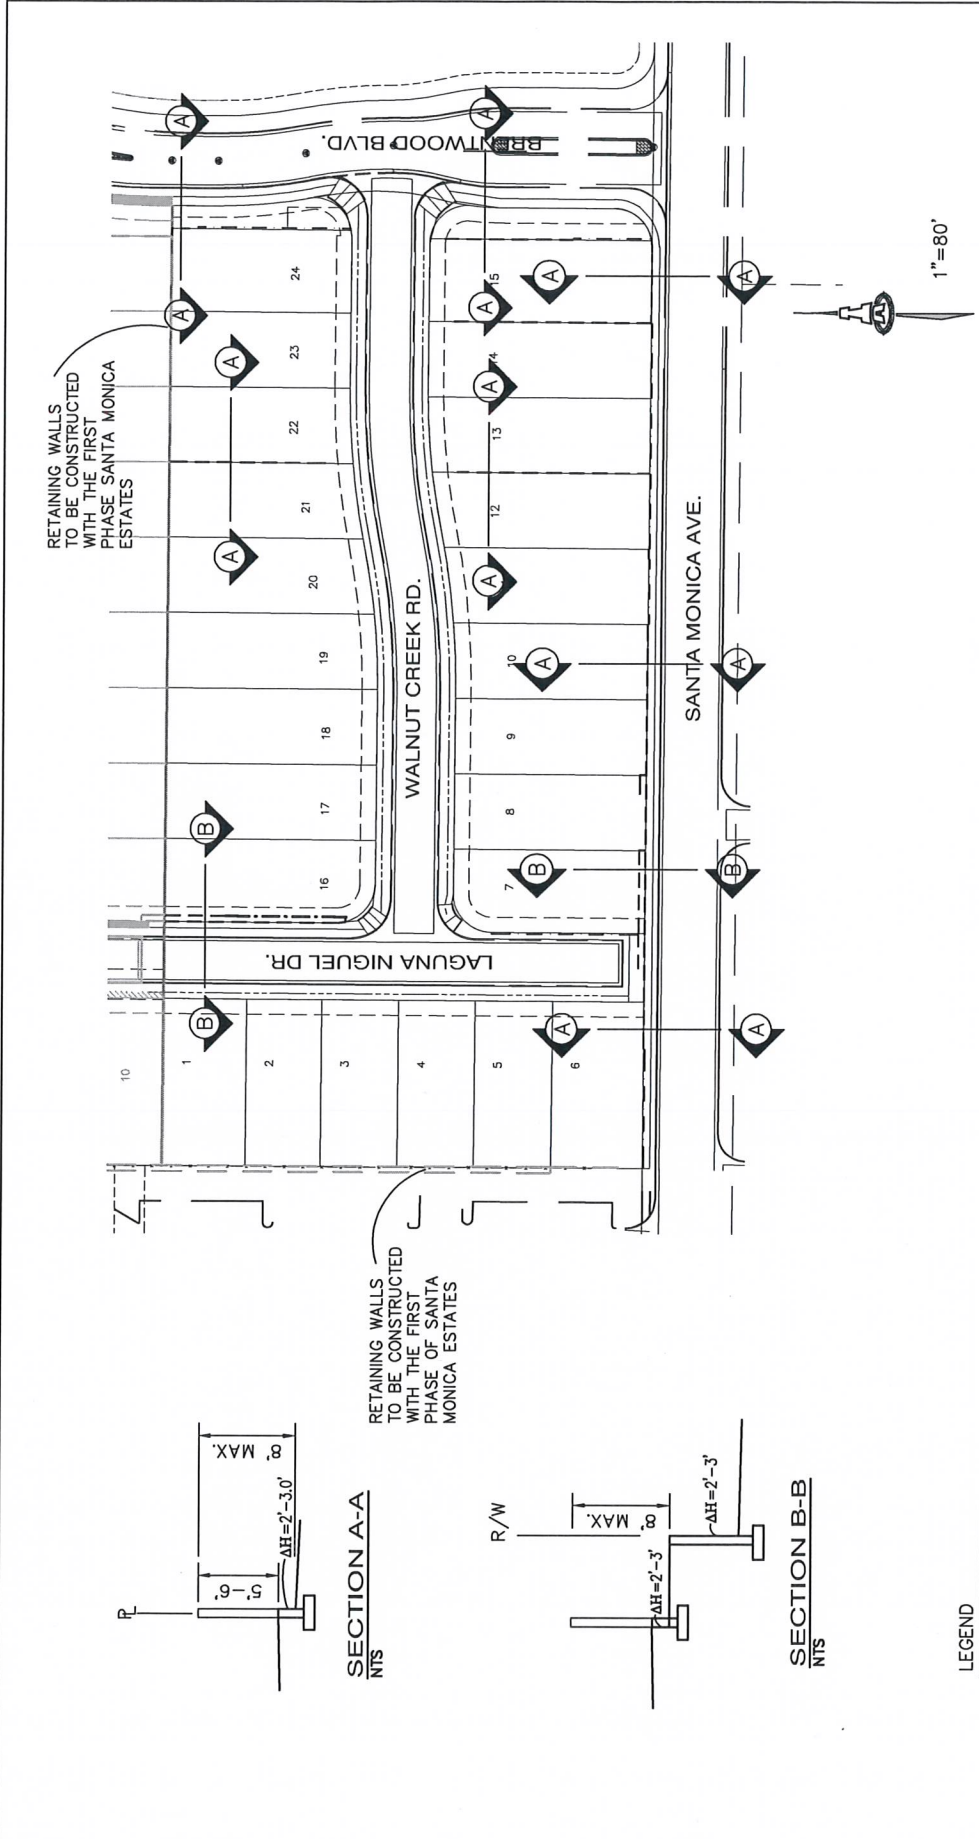 RETAINING WALLS
TO BE CONSTRUCTED
WITH THE FIRST
PHASE SANTA MONICA
ESTATES
A
A
A
A
BRENTWOOD BLVD.
24
23
22
21
20
19
18
17
16
A
A
B
B
WALNUT CREEK RD.
15
14
13
12
10
9
8
7
A
A
A
A
A
A
B
A
LAGUNA NIGUEL DR.
10
1
2
3
4
5
6
SANTA MONICA AVE.
A
A
B
A
1"=80'
RETAINING WALLS
TO BE CONSTRUCTED
WITH THE FIRST
PHASE OF SANTA
MONICA ESTATES
PL
5'-6'
8' MAX.
ΔH=2'-3.0'
SECTION A-A
NTS
R/W
8' MAX.
ΔH=2'-3'
ΔH=2'-3'
SECTION B-B
NTS
LEGEND